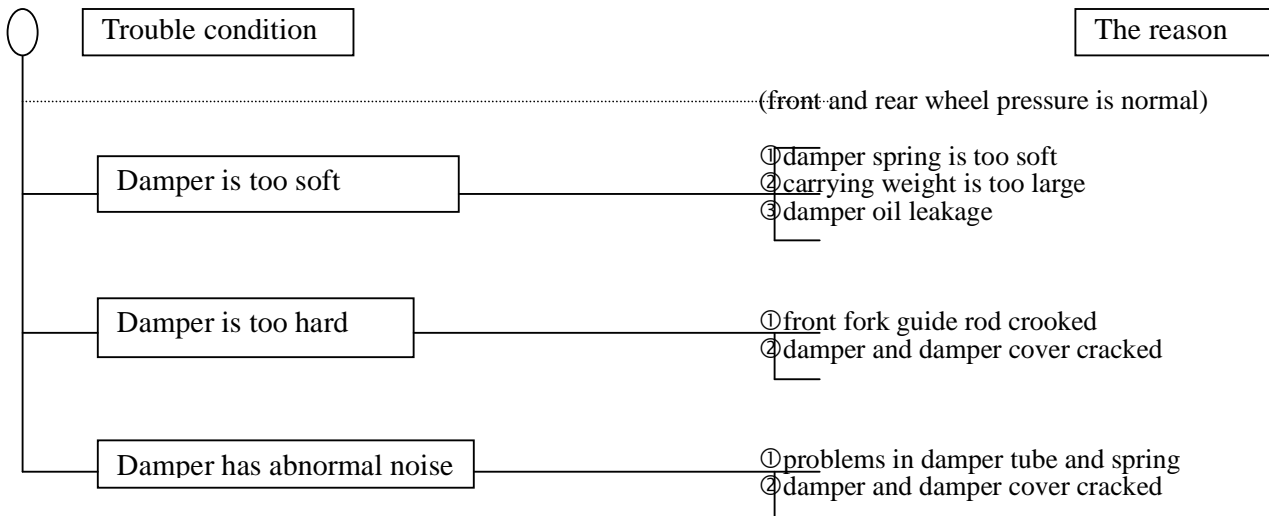 Trouble condition
The reason
(front and rear wheel pressure is normal)
Damper is too soft
①damper spring is too soft
②carrying weight is too large
③damper oil leakage
Damper is too hard
①front fork guide rod crooked
②damper and damper cover cracked
Damper has abnormal noise
①problems in damper tube and spring
②damper and damper cover cracked